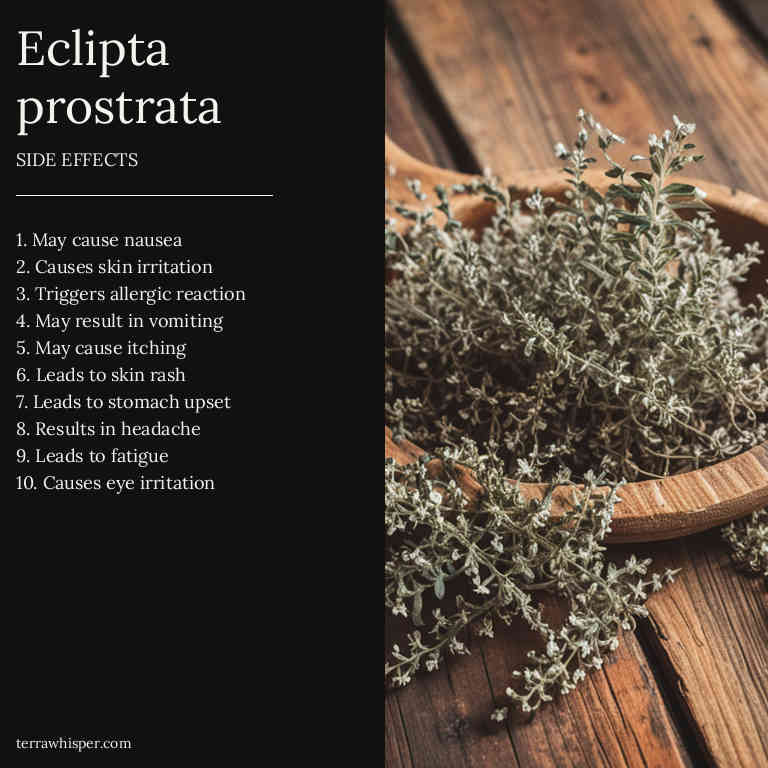 Eclipta
prostrata
SIDE EFFECTS
1. May cause nausea
2. Causes skin irritation
3. Triggers allergic reaction
4. May result in vomiting
5. May cause itching
6. Leads to skin rash
7. Leads to stomach upset
8. Results in headache
9. Leads to fatigue
10. Causes eye irritation
terrawhisper.com